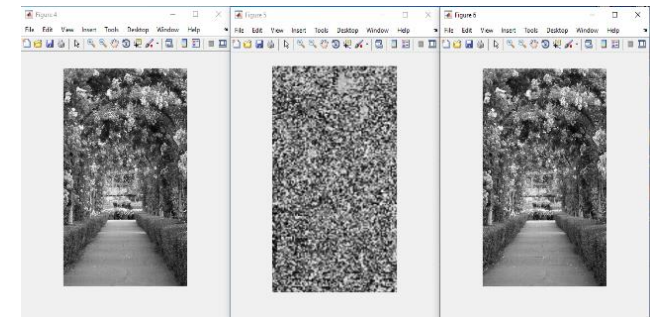 Figure 4
File Edit View Insert Tools Desktop Window Help
Figure 5
File Edit View Insert Tools Desktop Window Help
Figure 6
File Edit View Insert Tools Desktop Window Help